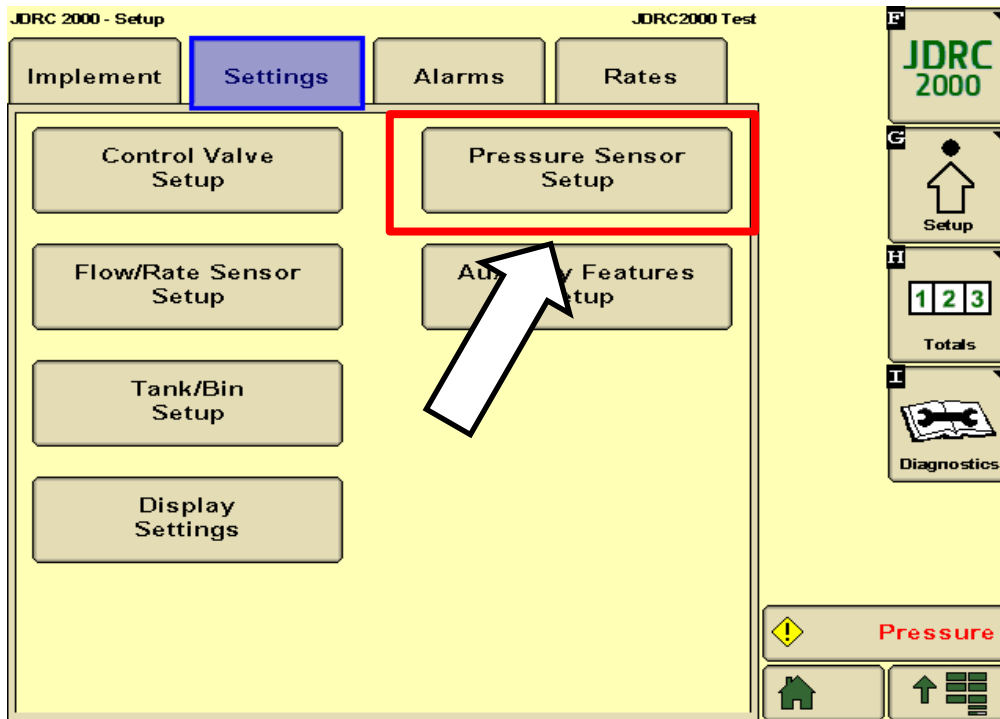 JDRC 2000 - Setup
JDRC2000 Test
Implement
Settings
Alarms
Rates
Control Valve
Setup
Pressure Sensor
Setup
Flow/Rate Sensor
Setup
Features
Tank/Bin
Setup
Display
Settings
F
JDRC
2000
G
Setup
H
1 2 3
Totals
I
Diagnostics
Pressure